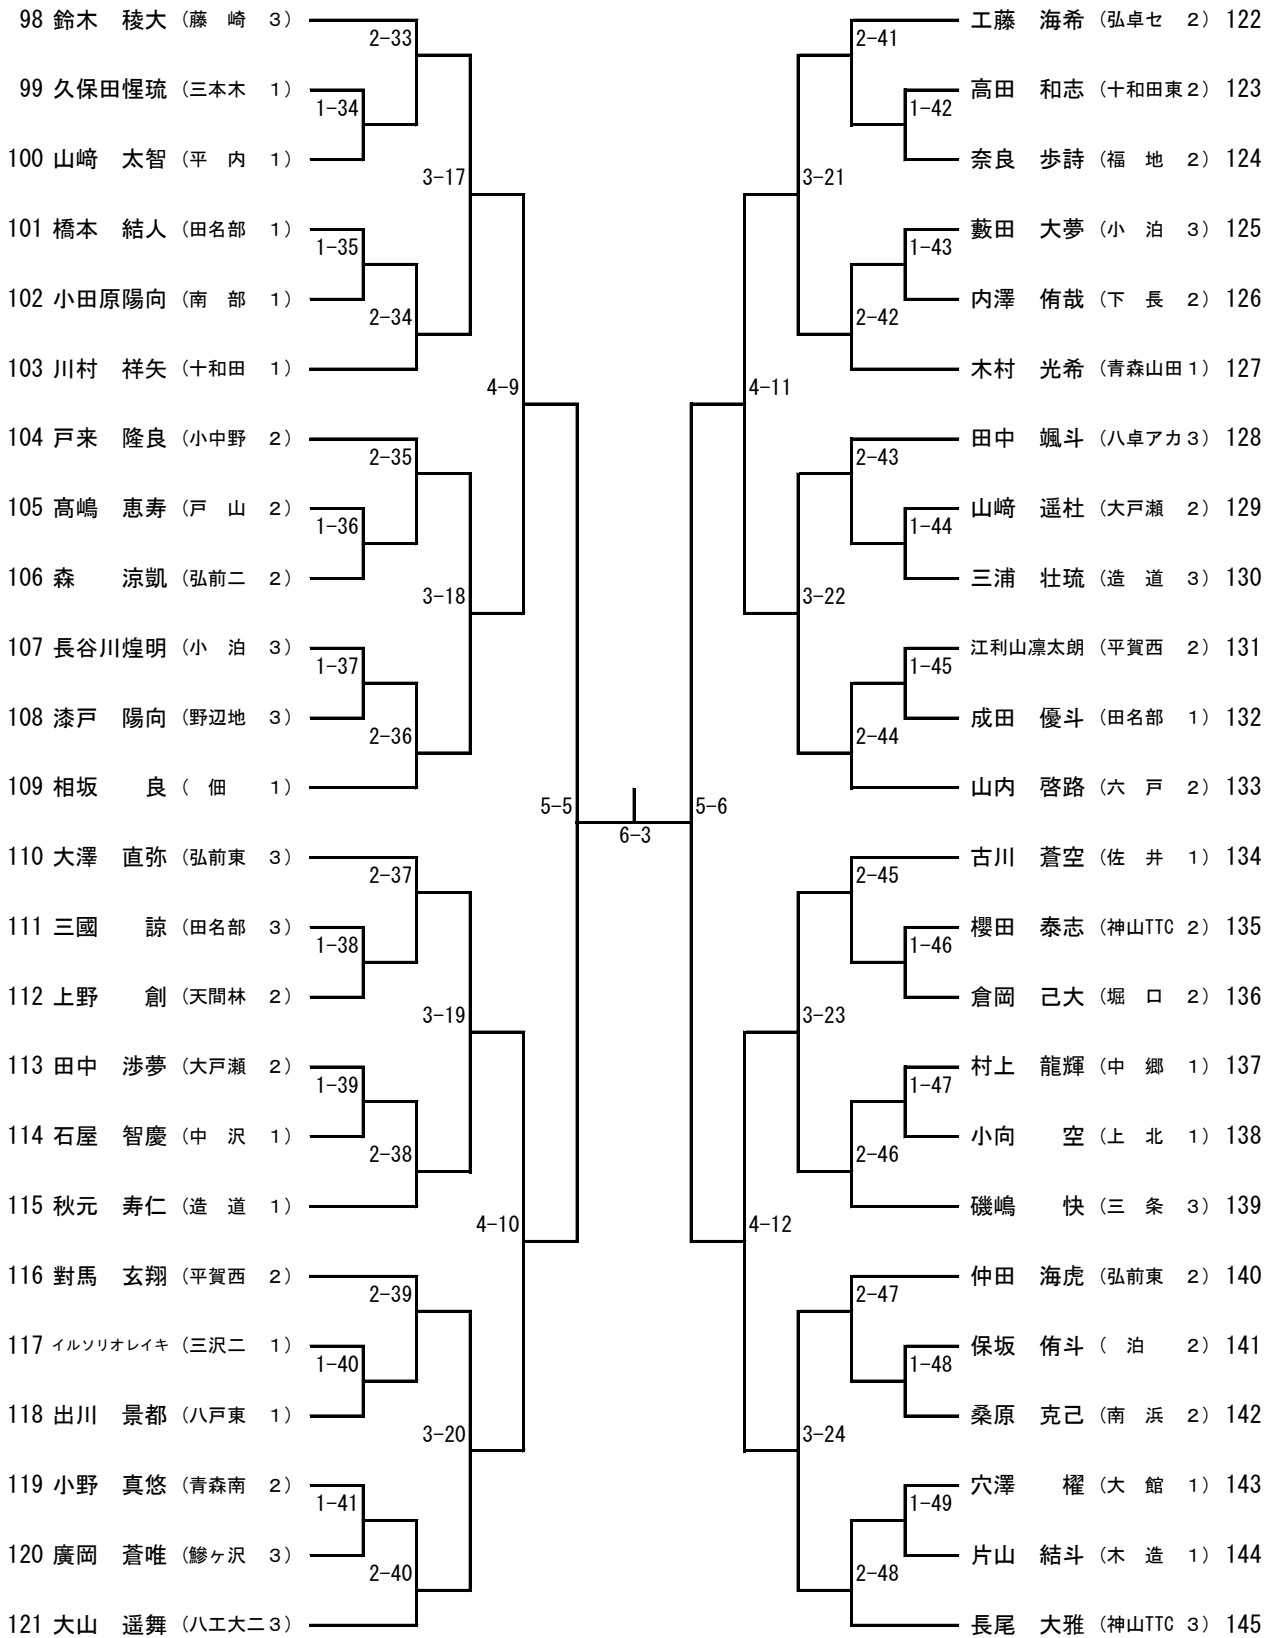 98 鈴木　稜大（藤　崎　3）
2-33
99 久保田惺琉（三本木　1）
1-34
100 山﨑　太智（平　内　1）
3-17
101 橋本　結人（田名部　1）
1-35
102 小田原陽向（南　部　1）
2-34
103 川村　祥矢（十和田　1）
4-9
104 戸来　隆良（小中野　2）
2-35
105 髙嶋　恵寿（戸　山　2）
1-36
106 森　　涼凱（弘前二　2）
3-18
107 長谷川煌明（小　泊　3）
1-37
108 漆戸　陽向（野辺地　3）
2-36
109 相坂　　良（　佃　　1）
5-5
110 大澤　直弥（弘前東　3）
2-37
111 三國　　諒（田名部　3）
1-38
112 上野　　創（天間林　2）
3-19
113 田中　渉夢（大戸瀬　2）
1-39
114 石屋　智慶（中　沢　1）
2-38
115 秋元　寿仁（造　道　1）
4-10
116 對馬　玄翔（平賀西　2）
2-39
117 イルソリオレイキ（三沢二　1）
1-40
118 出川　景都（八戸東　1）
3-20
119 小野　真悠（青森南　2）
1-41
120 廣岡　蒼唯（鰺ヶ沢　3）
2-40
121 大山　遥舞（八工大二3）
6-3
工藤　海希（弘卓セ　2）122
2-41
高田　和志（十和田東2）123
1-42
奈良　歩詩（福　地　2）124
3-21
藪田　大夢（小　泊　3）125
1-43
内澤　侑哉（下　長　2）126
2-42
木村　光希（青森山田1）127
4-11
田中　颯斗（八卓アカ3）128
2-43
山﨑　遥杜（大戸瀬　2）129
1-44
三浦　壮琉（造　道　3）130
3-22
江利山凛太朗（平賀西　2）131
1-45
成田　優斗（田名部　1）132
2-44
山内　啓路（六　戸　2）133
5-6
古川　蒼空（佐　井　1）134
2-45
櫻田　泰志（神山TTC 2）135
1-46
倉岡　己大（堀　口　2）136
3-23
村上　龍輝（中　郷　1）137
1-47
小向　　空（上　北　1）138
2-46
磯嶋　　快（三　条　3）139
4-12
仲田　海虎（弘前東　2）140
2-47
保坂　侑斗（　泊　　2）141
1-48
桑原　克己（南　浜　2）142
3-24
穴澤　　櫂（大　館　1）143
1-49
片山　結斗（木　造　1）144
2-48
長尾　大雅（神山TTC 3）145